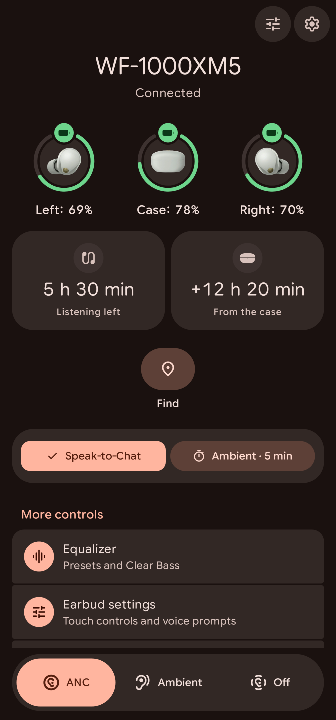 WF-1000XM5
Connected
Left: 69%
Case: 78%
Right: 70%
5 h 30 min
Listening left
+12 h 20 min
From the case
Find
Speak-to-Chat
Ambient · 5 min
More controls
Equalizer
Presets and Clear Bass
Earbud settings
Touch controls and voice prompts
ANC
Ambient
Off